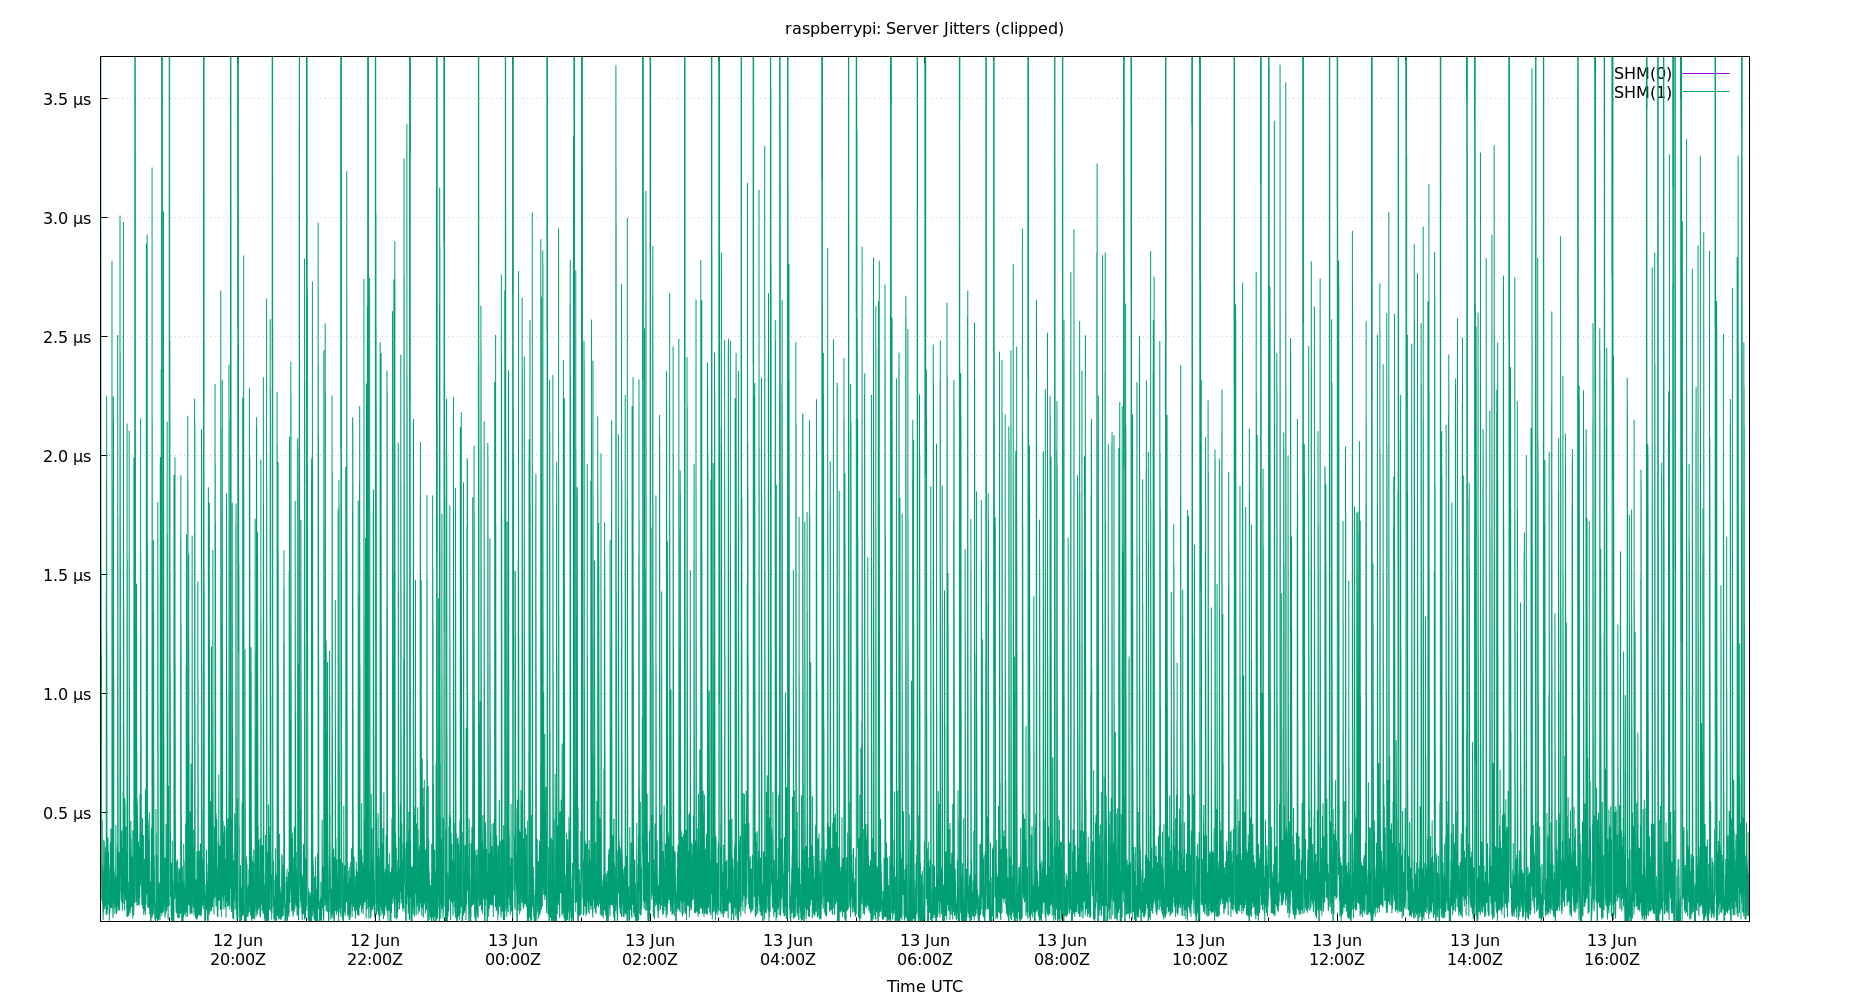 raspberrypi: Server Jitters (clipped)
SHM(0)
SHM(1)
3.5 µs
3.0 µs
2.5 µs
2.0 µs
1.5 µs
1.0 µs
0.5 µs
12 Jun 12 Jun 13 Jun 13 Jun 13 Jun 13 Jun 13 Jun 13 Jun 13 Jun 13 Jun 13 Jun
20:00Z 22:00Z 00:00Z 02:00Z 04:00Z 06:00Z 08:00Z 10:00Z 12:00Z 14:00Z 16:00Z
Time UTC